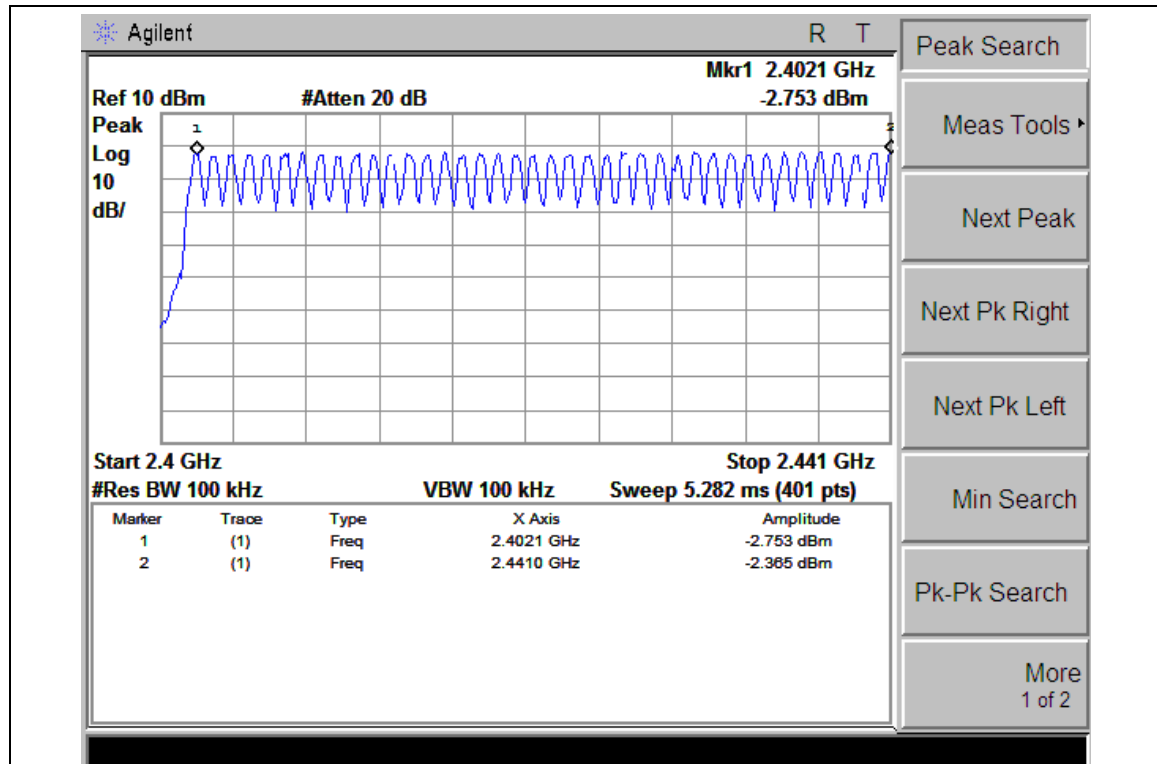 Agilent R T
Mkr1 2.4021 GHz
Ref 10 dBm #Atten 20 dB -2.753 dBm
Peak
Log
10
dB/
1
2
Start 2.4 GHz Stop 2.441 GHz
#Res BW 100 kHz VBW 100 kHz Sweep 5.282 ms (401 pts)
Marker Trace Type X Axis Amplitude
1 (1) Freq 2.4021 GHz -2.753 dBm
2 (1) Freq 2.4410 GHz -2.365 dBm
Peak Search
Meas Tools
Next Peak
Next Pk Right
Next Pk Left
Min Search
Pk-Pk Search
More
1 of 2